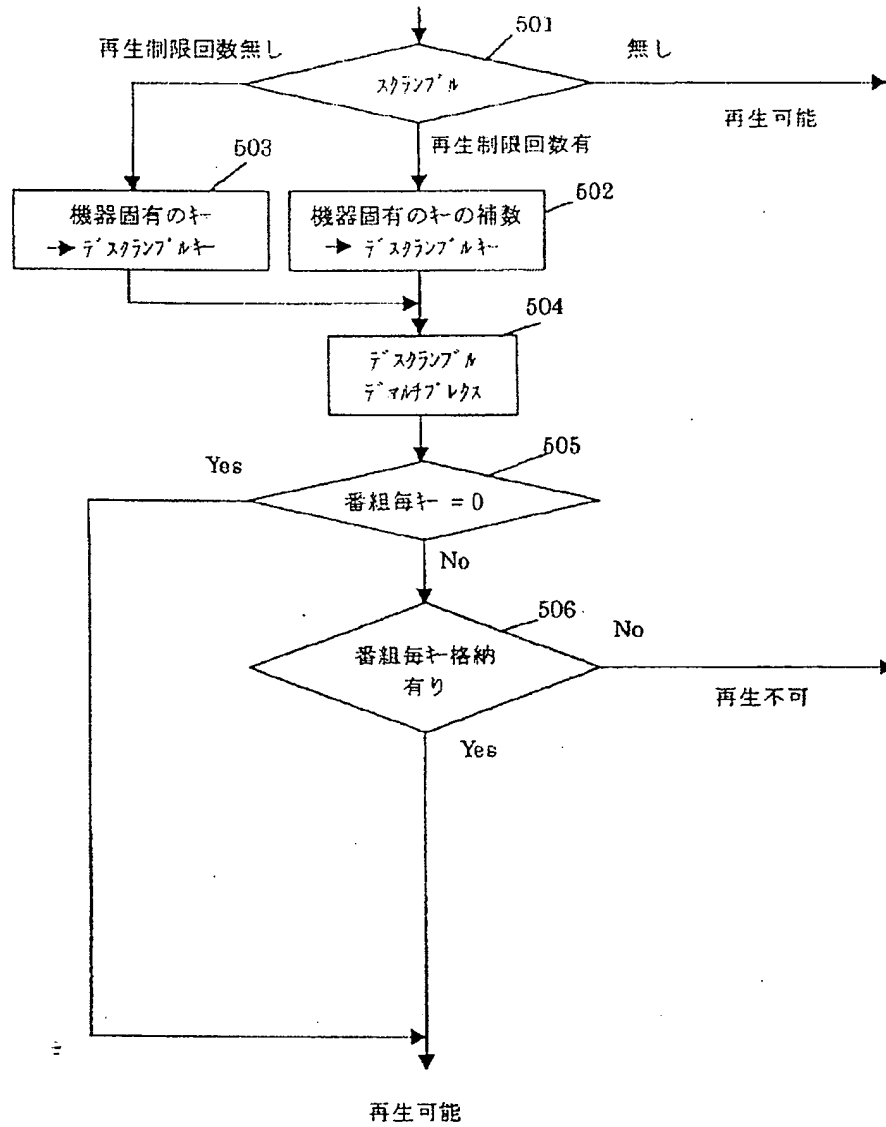 501
再生制限回数無し
無し
スクランブル
再生可能
再生制限回数有
503
502
機器固有のキー
→ デスクランブルキー
機器固有のキーの補数
→ デスクランブルキー
504
デスクランブル
デマルチプレクス
505
Yes
番組毎キー = 0
No
506
No
番組毎キー格納
有り
再生不可
Yes
再生可能